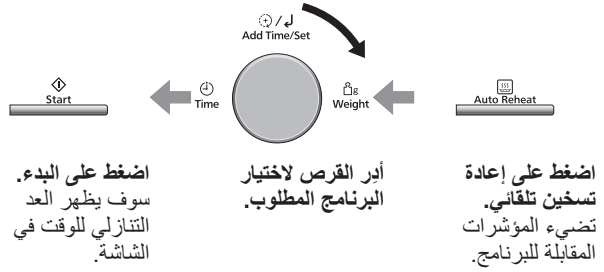 Add Time/Set
Auto Reheat
g
Weight
Time
Start
اضغط على إعادة
تسخين تلقائي.
تضيء المؤشرات
المقابلة للبرنامج.
أدِر القرص لاختيار
البرنامج المطلوب.
اضغط على البدء.
سوف يظهر العد
التنازلي للوقت في
الشاشة.